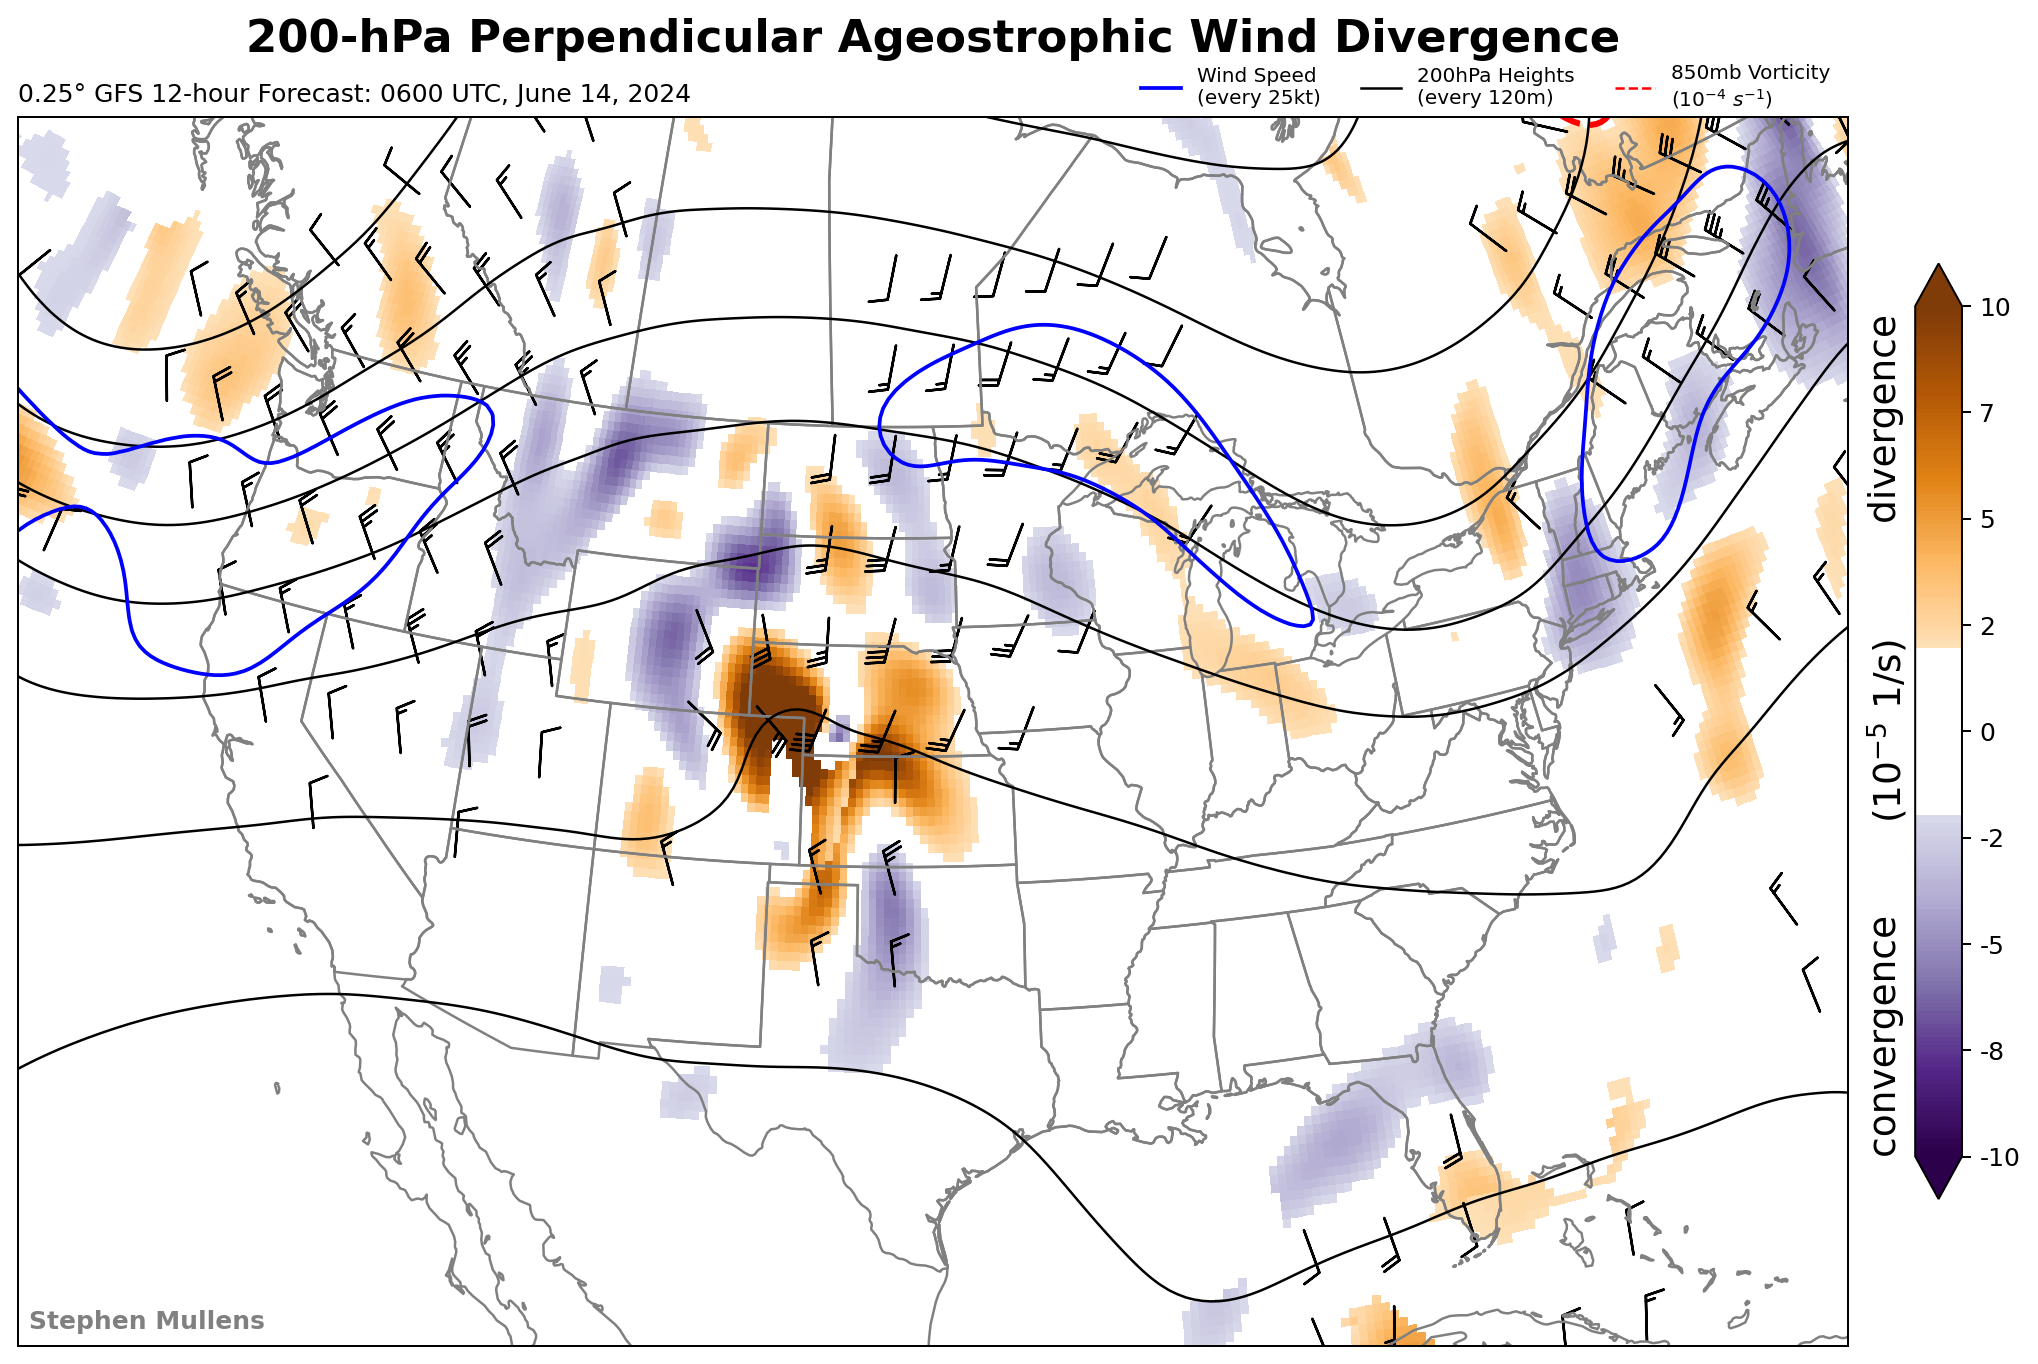 200-hPa Perpendicular Ageostrophic Wind Divergence
0.25° GFS 12-hour Forecast: 0600 UTC, June 14, 2024
Wind Speed
(every 25kt)
200hPa Heights
(every 120m)
850mb Vorticity
(10⁻⁴ s⁻¹)
10
7
5
2
0
-2
-5
-8
-10
convergence (10⁻⁵ 1/s) divergence
Stephen Mullens